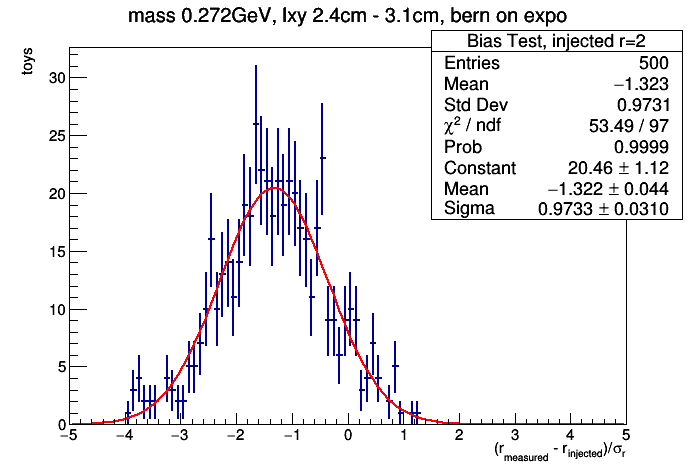 mass 0.272GeV, lxy 2.4cm - 3.1cm, bern on expo
Bias Test, injected r=2
Entries 500
Mean −1.323
Std Dev 0.9731
χ² / ndf 53.49 / 97
Prob 0.9999
Constant 20.46 ± 1.12
Mean −1.322 ± 0.044
Sigma 0.9733 ± 0.0310
toys
30
25
20
15
10
5
0
−5 −4 −3 −2 −1 0 1 2 3 4 5
(r_measured - r_injected)/σ_r